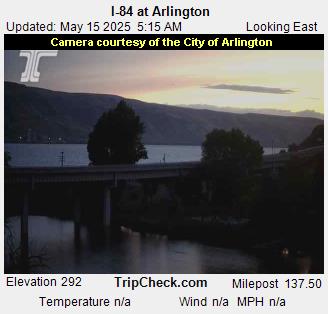 I-84 at Arlington
Updated: May 15 2025 5:15 AM Looking East
Camera courtesy of the City of Arlington
Elevation 292 TripCheck.com Milepost 137.50
Temperature n/a Wind n/a MPH n/a